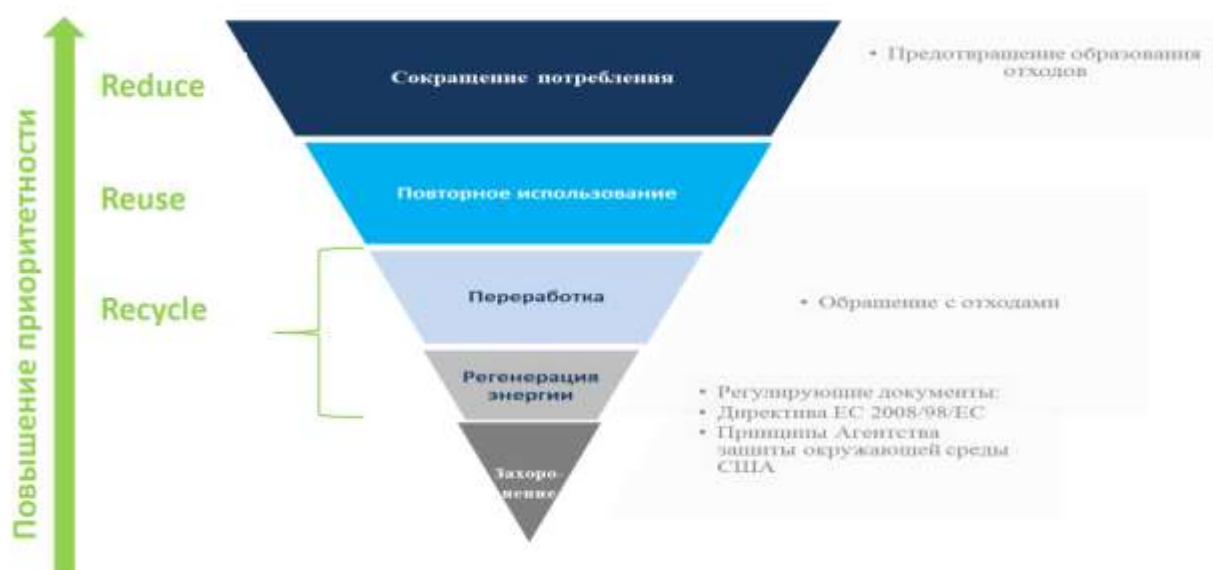 Повышение приоритетности
Reduce
Сокращение потребления
• Предотвращение образования
отходов
Reuse
Повторное использование
Recycle
Переработка
• Обращение с отходами
Регенерация
энергии
• Регулирующие документы:
• Директива ЕС 2008/98/ЕС
• Принципы Агентства
защиты окружающей среды
США
Захоро-
нение